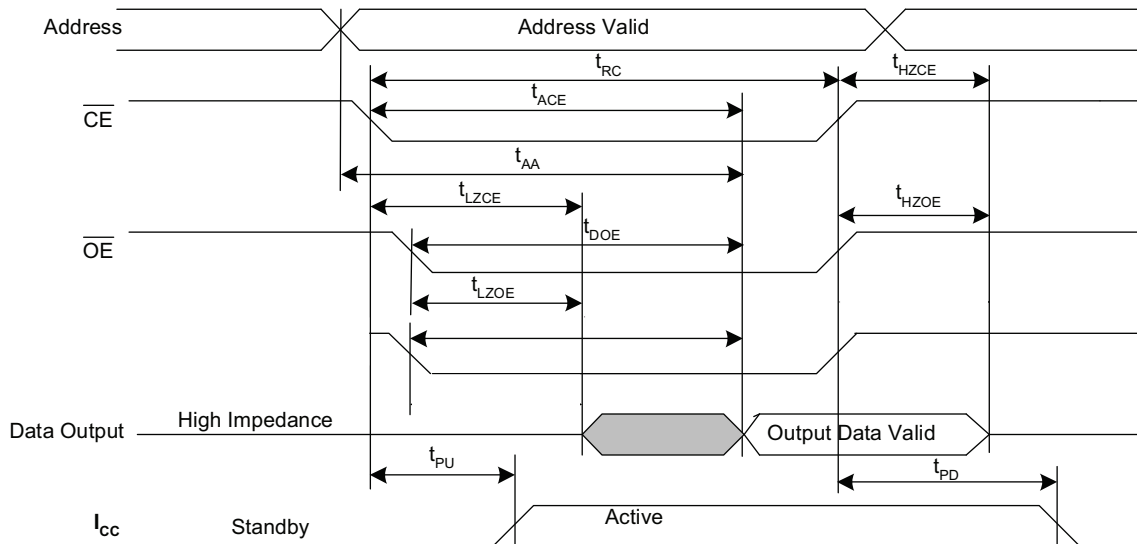 Address
Address Valid
tRC
tHZCE
tACE
CE
tAA
tLZCE
tHZOE
OE
tDOE
tLZOE
High Impedance
Data Output
Output Data Valid
tPU
tPD
ICC
Standby
Active